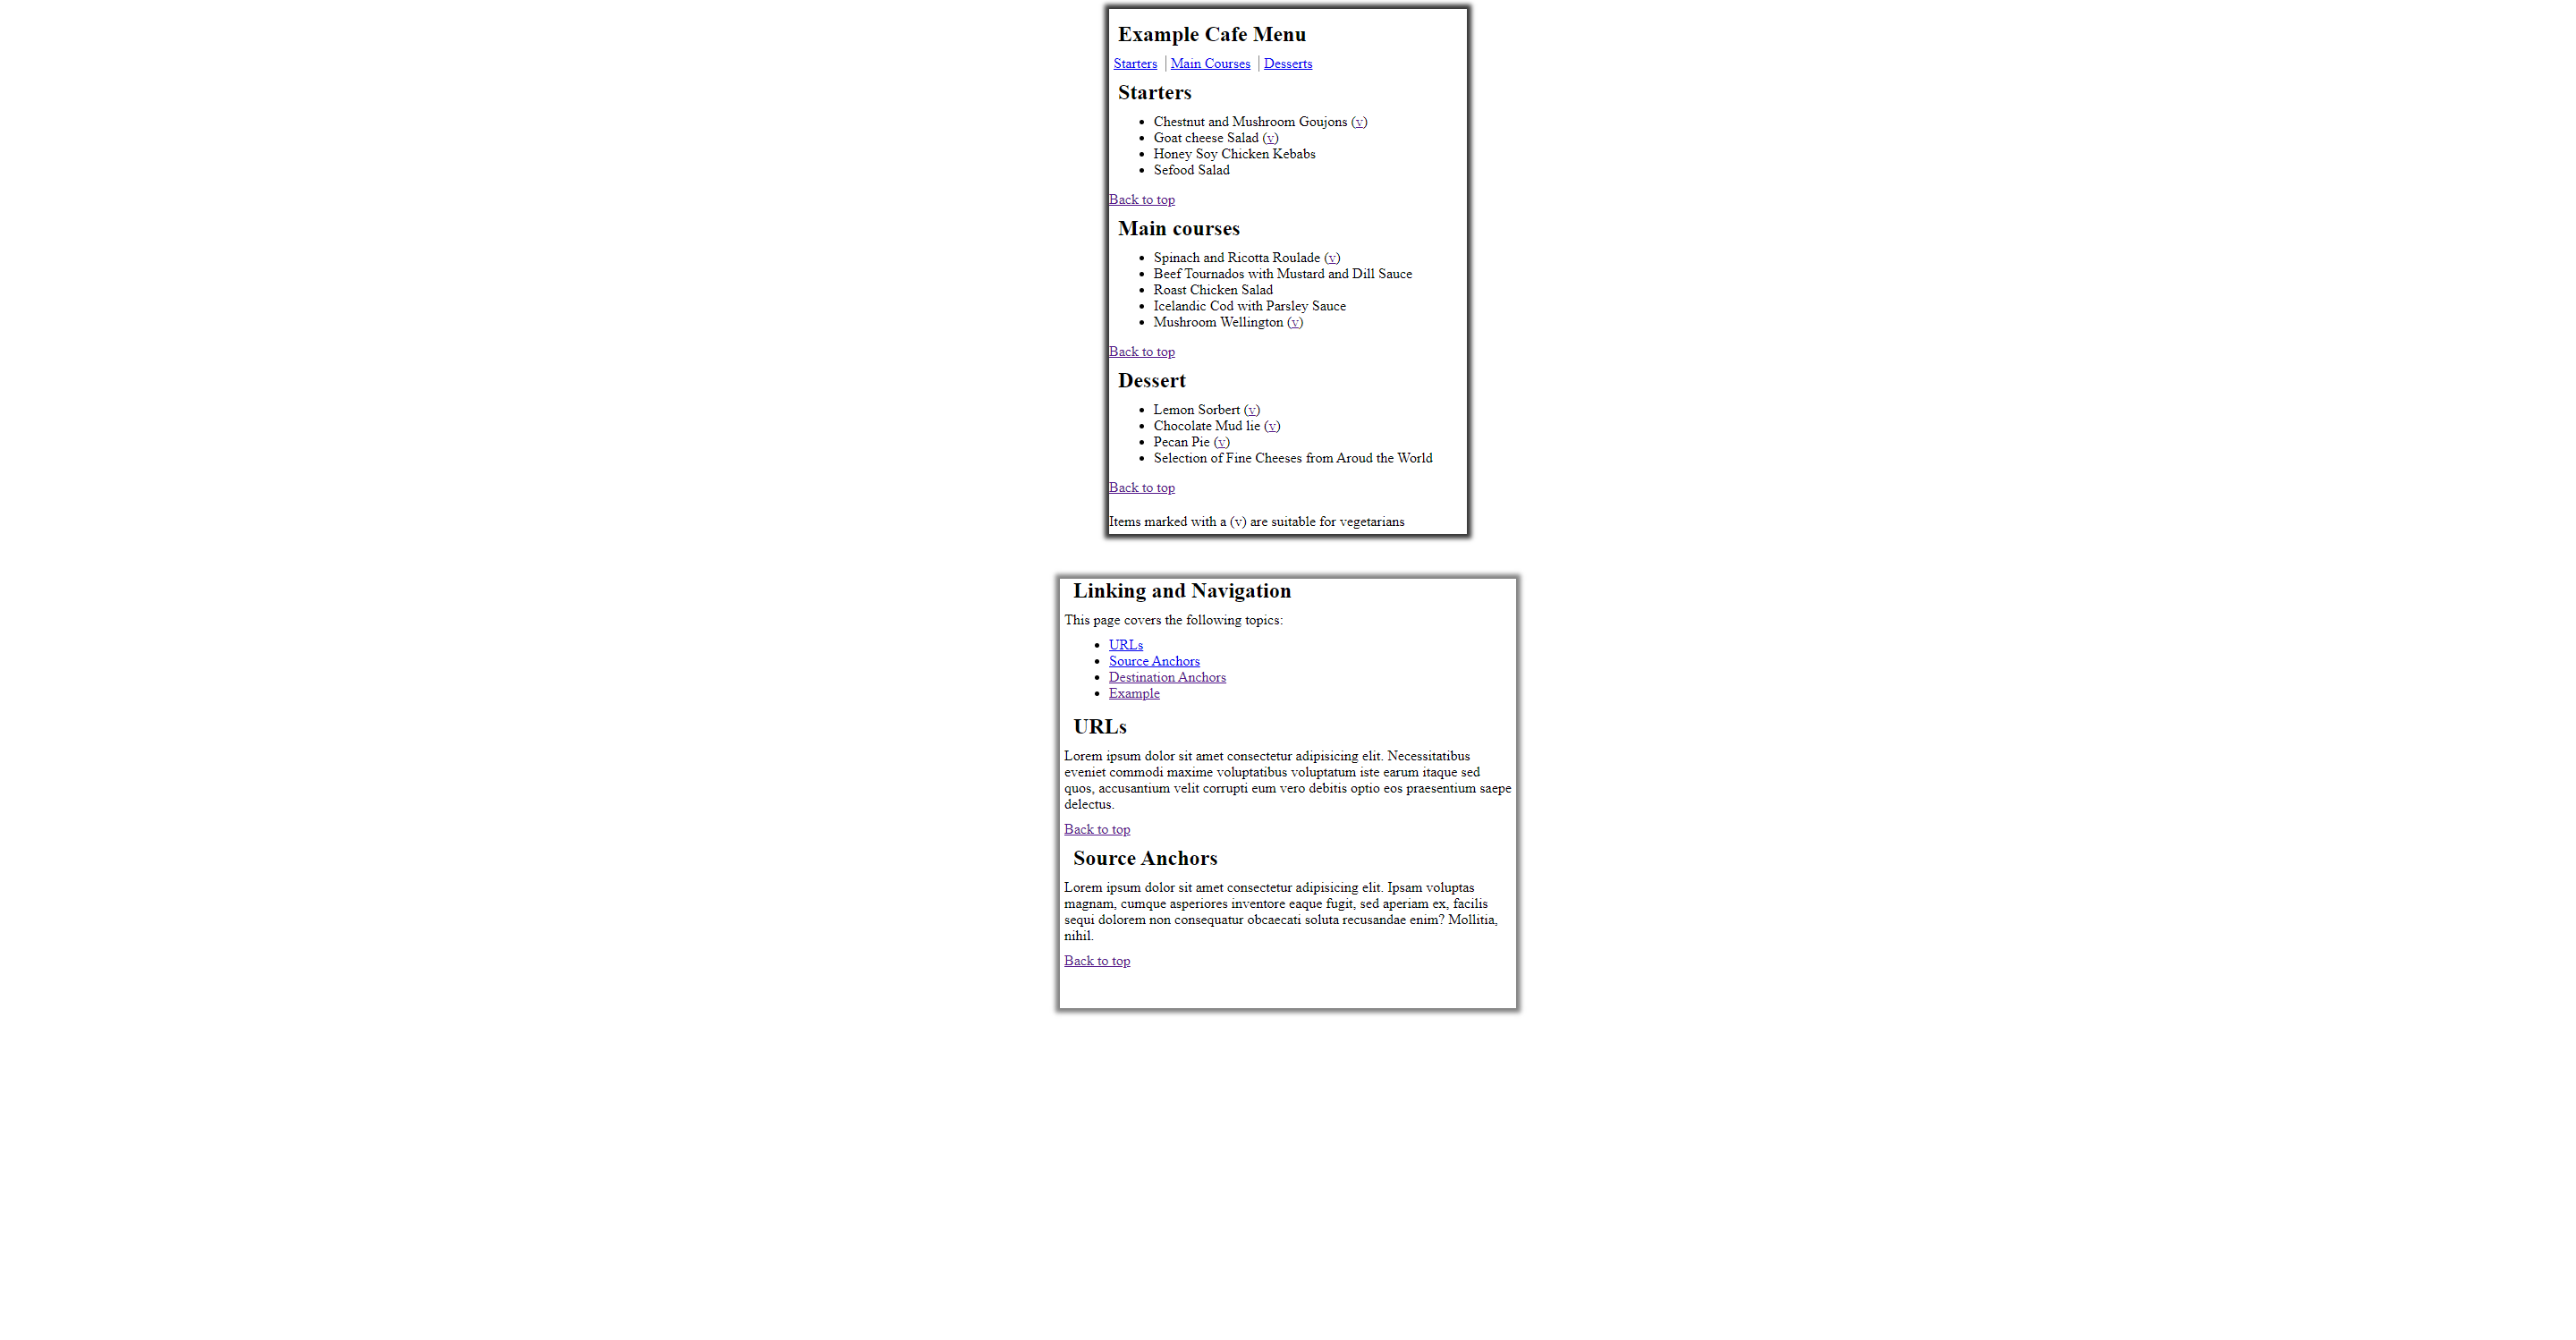 Example Cafe Menu
Starters Main Courses Desserts
Starters
Chestnut and Mushroom Goujons (v)
Goat cheese Salad (v)
Honey Soy Chicken Kebabs
Sefood Salad
Back to top
Main courses
Spinach and Ricotta Roulade (v)
Beef Tournados with Mustard and Dill Sauce
Roast Chicken Salad
Icelandic Cod with Parsley Sauce
Mushroom Wellington (v)
Back to top
Dessert
Lemon Sorbert (v)
Chocolate Mud lie (v)
Pecan Pie (v)
Selection of Fine Cheeses from Aroud the World
Back to top
Items marked with a (v) are suitable for vegetarians
Linking and Navigation
This page covers the following topics:
URLs
Source Anchors
Destination Anchors
Example
URLs
Lorem ipsum dolor sit amet consectetur adipisicing elit. Necessitatibus
eveniet commodi maxime voluptatibus voluptatum iste earum itaque sed
quos, accusantium velit corrupti eum vero debitis optio eos praesentium saepe
delectus.
Back to top
Source Anchors
Lorem ipsum dolor sit amet consectetur adipisicing elit. Ipsam voluptas
magnam, cumque asperiores inventore eaque fugit, sed aperiam ex, facilis
sequi dolorem non consequatur obcaecati soluta recusandae enim? Mollitia,
nihil.
Back to top